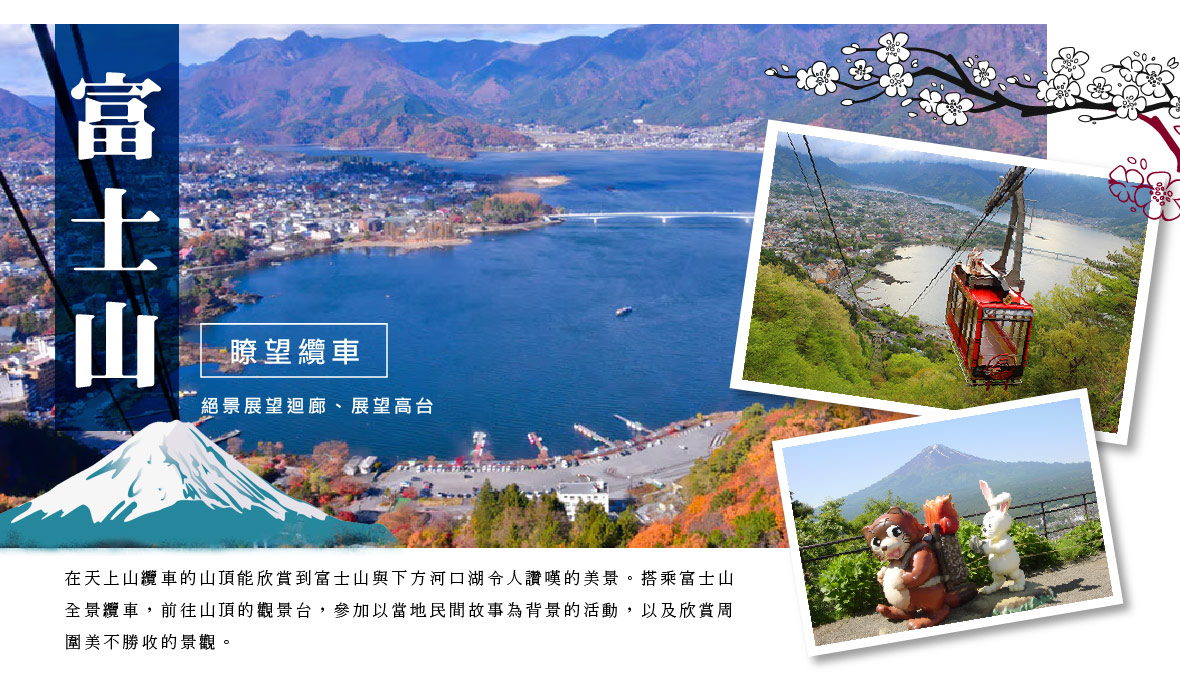 富士山
瞭望纜車
絕景展望迴廊、展望高台
在天上山纜車的山頂能欣賞到富士山與下方河口湖令人讚嘆的美景。搭乘富士山
全景纜車，前往山頂的觀景台，參加以當地民間故事為背景的活動，以及欣賞周
圍美不勝收的景觀。